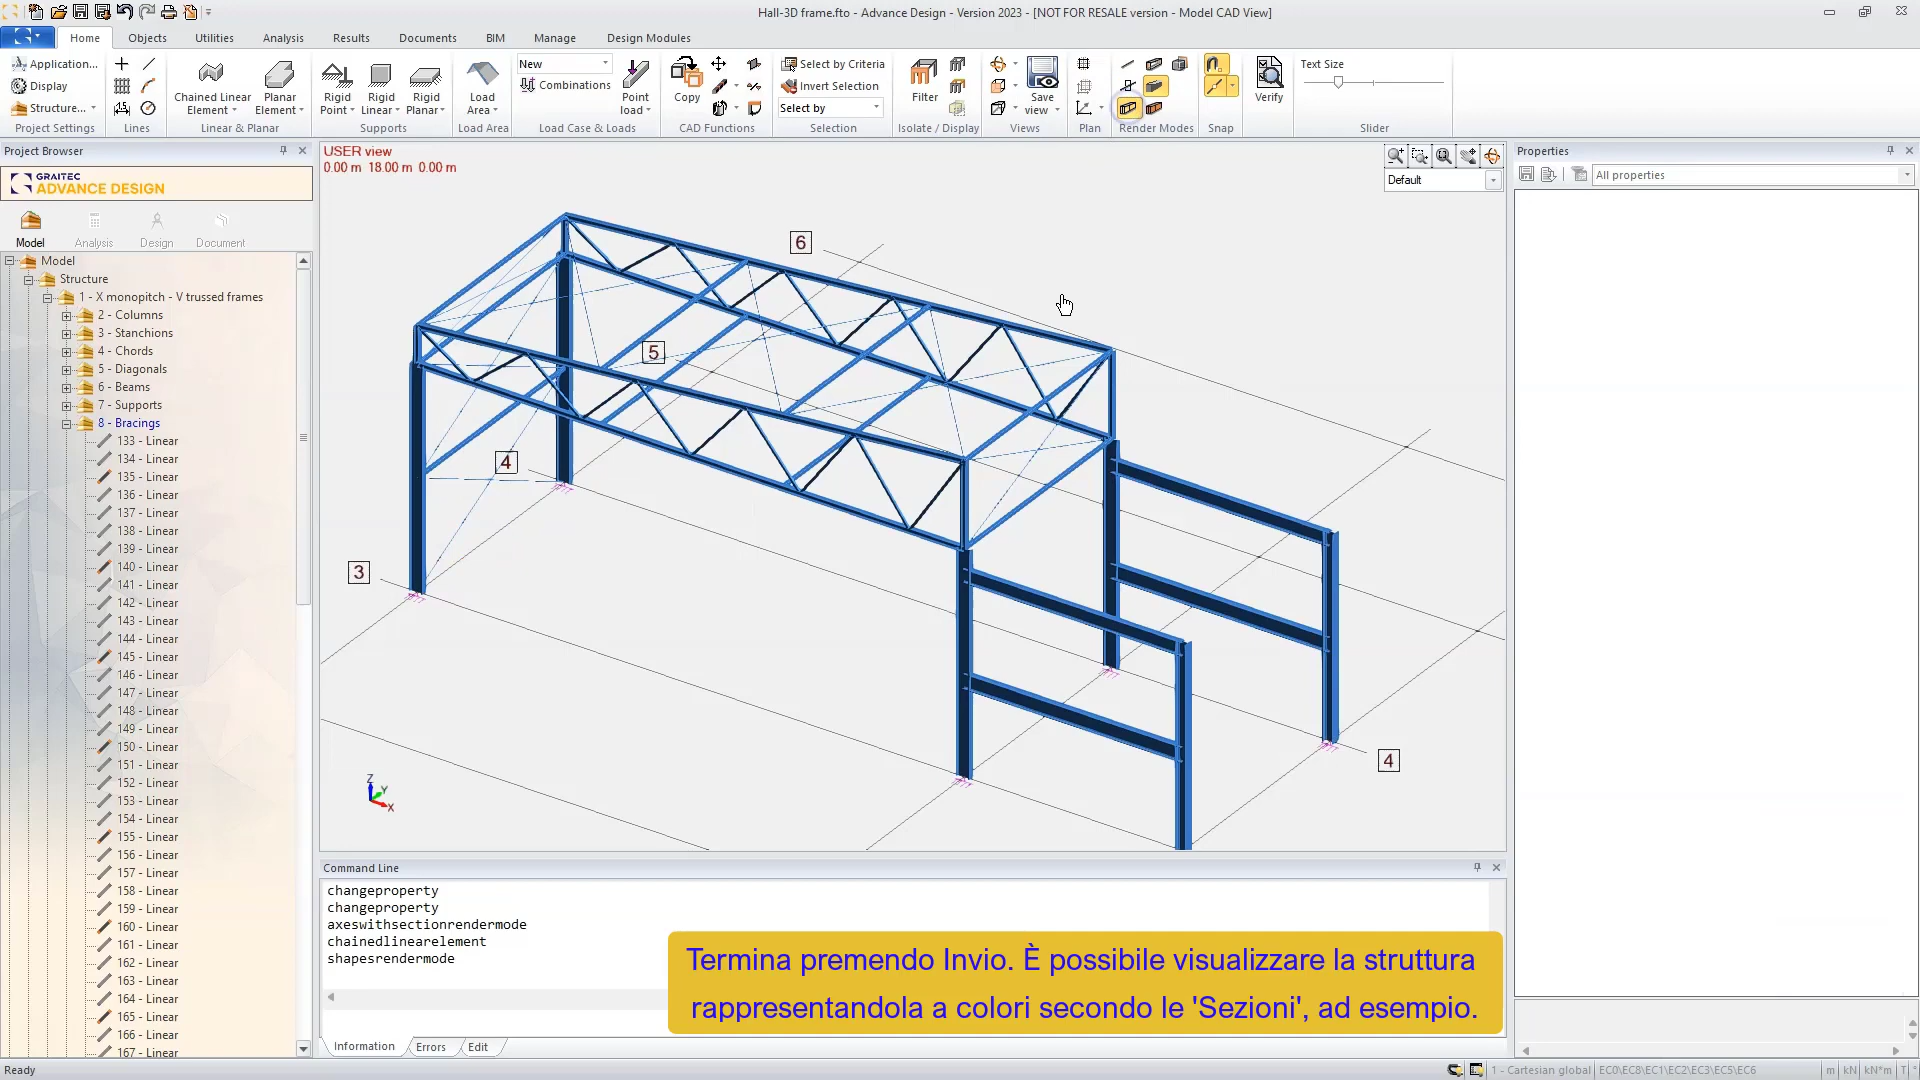 Hall-3D frame.fto - Advance Design - Version 2023 - [NOT FOR RESALE version - Model CAD View]
Home Objects Utilities Analysis Results Documents BIM Manage Design Modules
Application...
Display
Structure...
Project Settings
Lines
Chained Linear Element
Planar Element
Linear & Planar
Rigid Point
Rigid Linear
Rigid Planar
Supports
Load Area
Load Area
New
Combinations
Point load
Load Case & Loads
Copy
CAD Functions
Select by Criteria
Invert Selection
Select by
Selection
Filter
Isolate / Display
Save view
Views
Plan
Render Modes
Snap
Verify
Text Size
Slider
Project Browser
GRAITEC
ADVANCE DESIGN
Model Analysis Design Document
Model
Structure
1 - X monopitch - V trussed frames
2 - Columns
3 - Stanchions
4 - Chords
5 - Diagonals
6 - Beams
7 - Supports
8 - Bracings
133 - Linear
134 - Linear
135 - Linear
136 - Linear
137 - Linear
138 - Linear
139 - Linear
140 - Linear
141 - Linear
142 - Linear
143 - Linear
144 - Linear
145 - Linear
146 - Linear
147 - Linear
148 - Linear
149 - Linear
150 - Linear
151 - Linear
152 - Linear
153 - Linear
154 - Linear
155 - Linear
156 - Linear
157 - Linear
158 - Linear
159 - Linear
160 - Linear
161 - Linear
162 - Linear
163 - Linear
164 - Linear
165 - Linear
166 - Linear
167 - Linear
USER view
0.00 m 18.00 m 0.00 m
Default
6
5
4
3
4
Z
Y
X
Properties
All properties
Command Line
changeproperty
changeproperty
axeswithsectionrendermode
chainedlinearelement
shapesrendermode
Termina premendo Invio. È possibile visualizzare la struttura
rappresentandola a colori secondo le 'Sezioni', ad esempio.
Information Errors Edit
Ready
1 - Cartesian global EC0\EC8\EC1\EC2\EC3\EC5\EC6 m kN kN*m T °